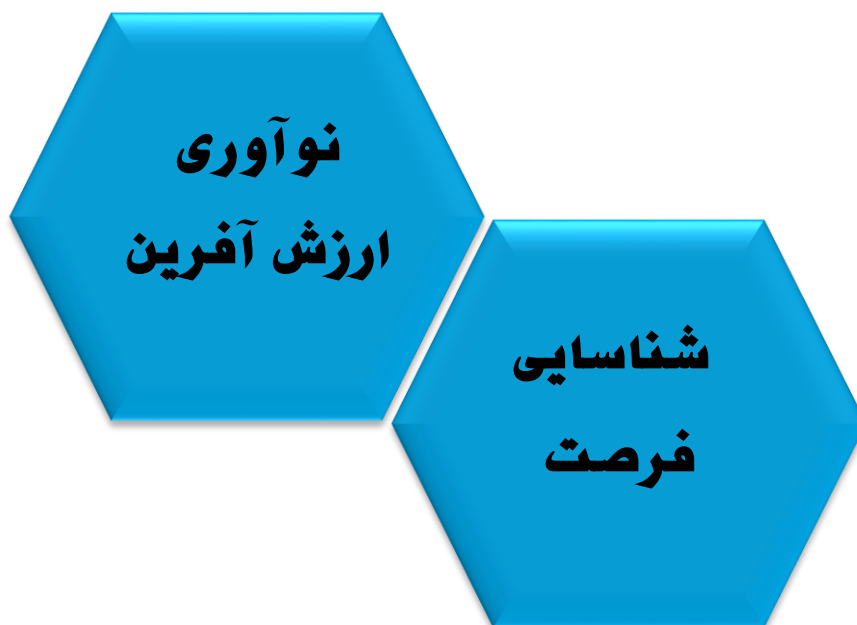 نوآوری
ارزش آفرین
شناسایی
فرصت